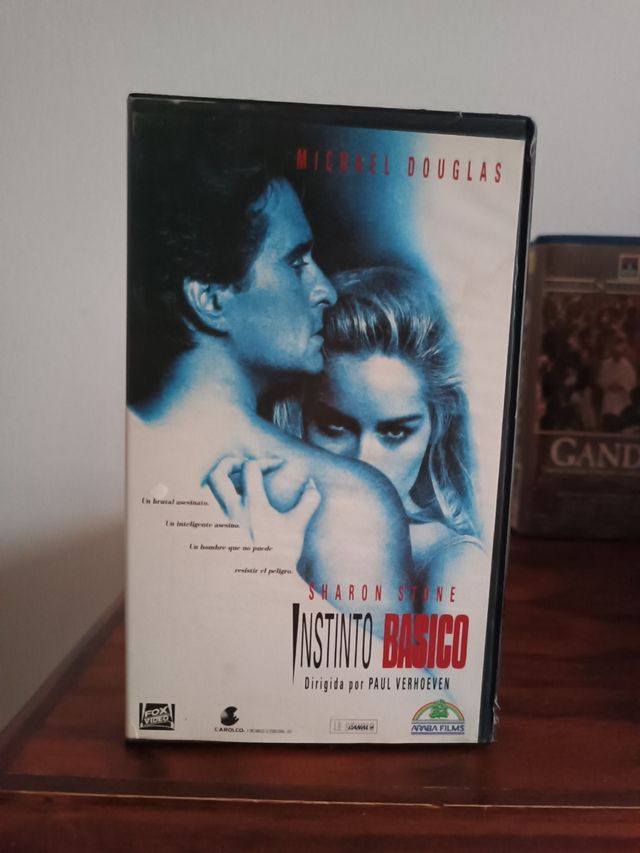 MICHAEL DOUGLAS
Un brutal asesinato.
Un inteligente asesino.
Un hombre que no puede
resistir el peligro.
SHARON STONE
INSTINTO BASICO
Dirigida por PAUL VERHOEVEN
FOX
VIDEO
CAROLCO
CANAL+
ARABA FILMS
GAND